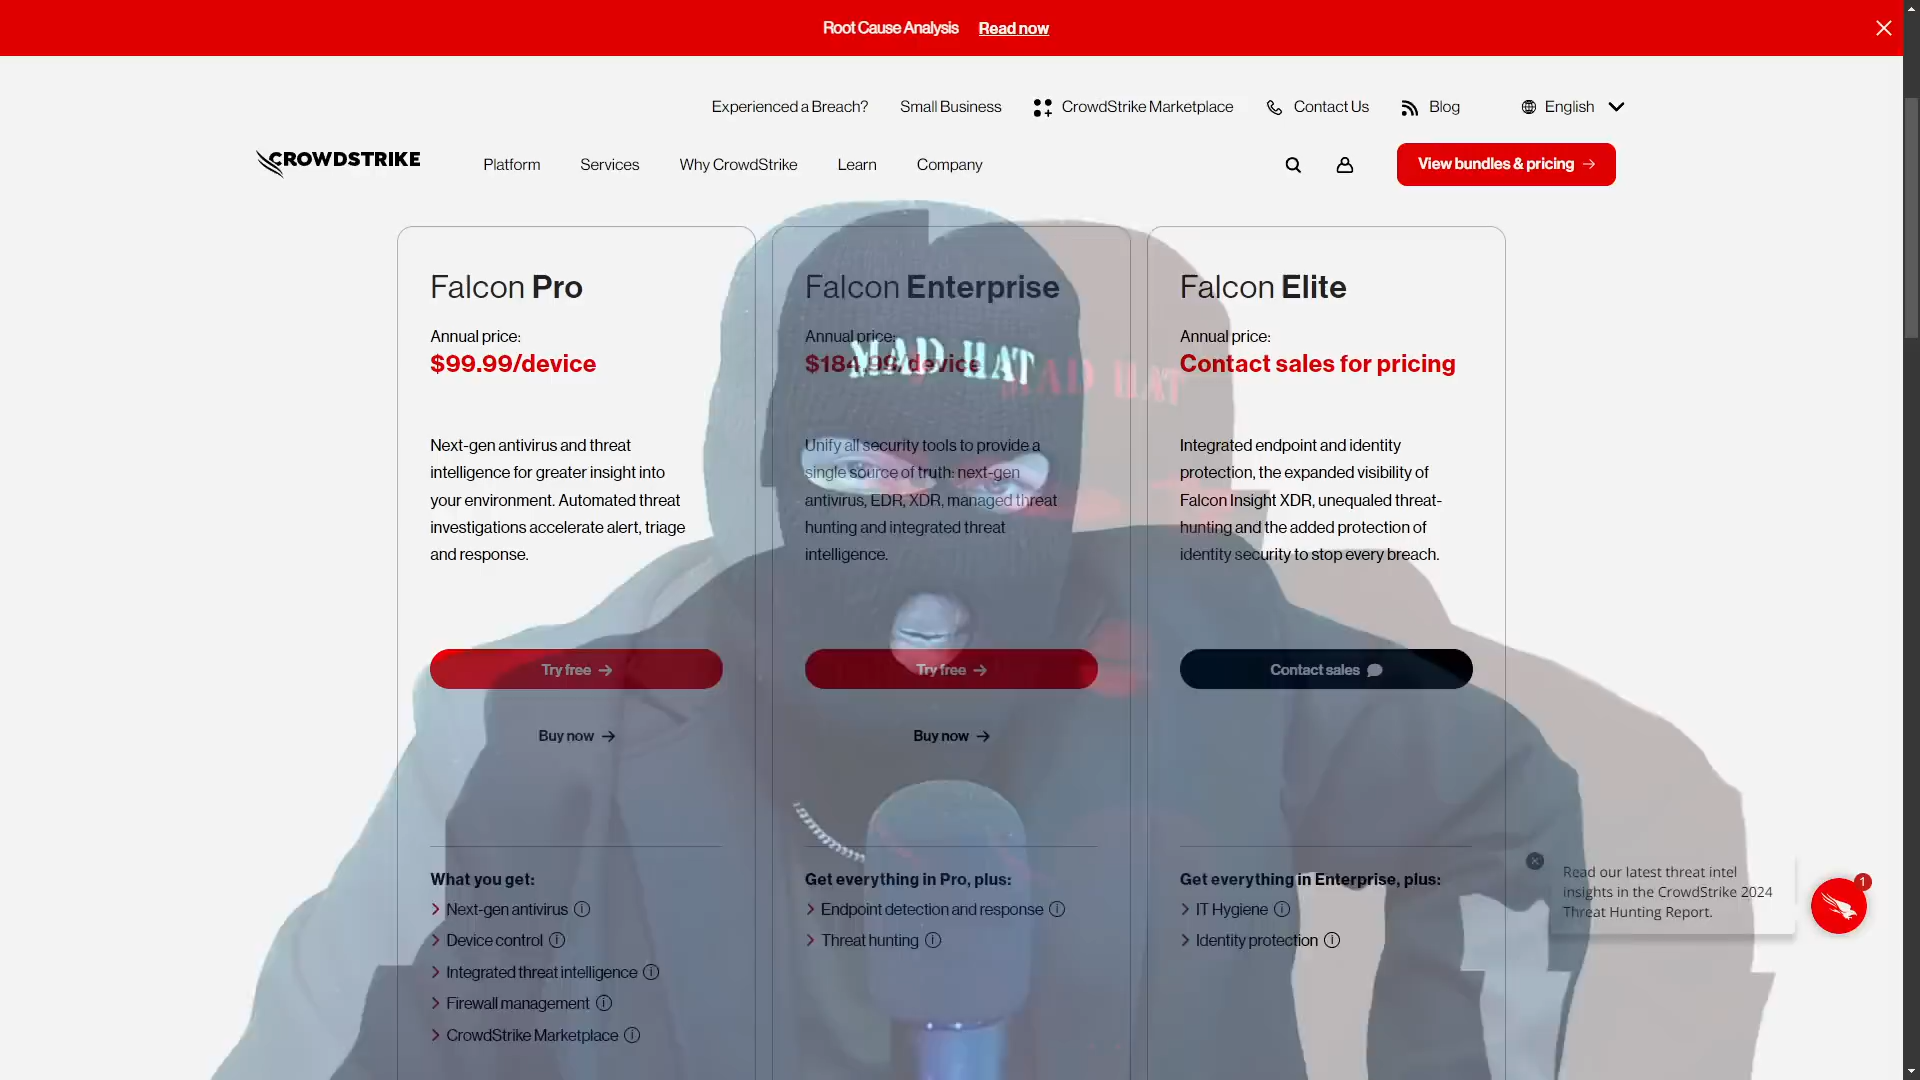 Root Cause Analysis Read now
Experienced a Breach? Small Business CrowdStrike Marketplace Contact Us Blog English
CROWDSTRIKE Platform Services Why CrowdStrike Learn Company View bundles & pricing
Falcon Pro
Annual price:
$99.99/device
Next-gen antivirus and threat
intelligence for greater insight into
your environment. Automated threat
investigations accelerate alert, triage
and response.
Try free
Buy now
What you get:
Next-gen antivirus
Device control
Integrated threat intelligence
Firewall management
CrowdStrike Marketplace
Falcon Enterprise
Annual price:
$184.99/device
MAD HAT
MAD HAT
Unify all security tools to provide a
single source of truth: next-gen
antivirus, EDR, XDR, managed threat
hunting and integrated threat
intelligence.
Try free
Buy now
Get everything in Pro, plus:
Endpoint detection and response
Threat hunting
Falcon Elite
Annual price:
Contact sales for pricing
Integrated endpoint and identity
protection, the expanded visibility of
Falcon Insight XDR, unequaled threat-
hunting and the added protection of
identity security to stop every breach.
Contact sales
Get everything in Enterprise, plus:
IT Hygiene
Identity protection
Read our latest threat intel
insights in the CrowdStrike 2024
Threat Hunting Report.
1